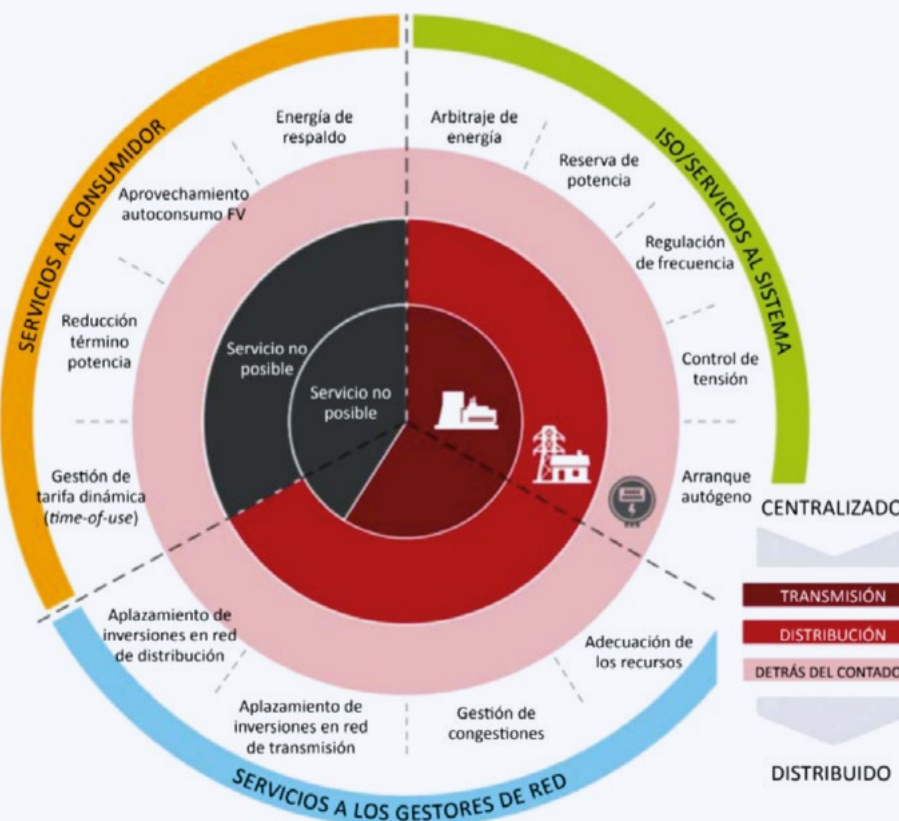 SERVICIOS AL CONSUMIDOR
Energía de
respaldo
Aprovechamiento
autoconsumo FV
Reducción
término
potencia
Gestión de
tarifa dinámica
(time-of-use)
ISO/SERVICIOS AL SISTEMA
Arbitraje de
energía
Reserva de
potencia
Regulación
de frecuencia
Control de
tensión
Arranque
autógeno
Servicio no
posible
Servicio no
posible
Aplazamiento de
inversiones en red
de distribución
Aplazamiento de
inversiones en red
de transmisión
Gestión de
congestiones
Adecuación de
los recursos
SERVICIOS A LOS GESTORES DE RED
CENTRALIZADO
TRANSMISIÓN
DISTRIBUCIÓN
DETRÁS DEL CONTADO
DISTRIBUIDO